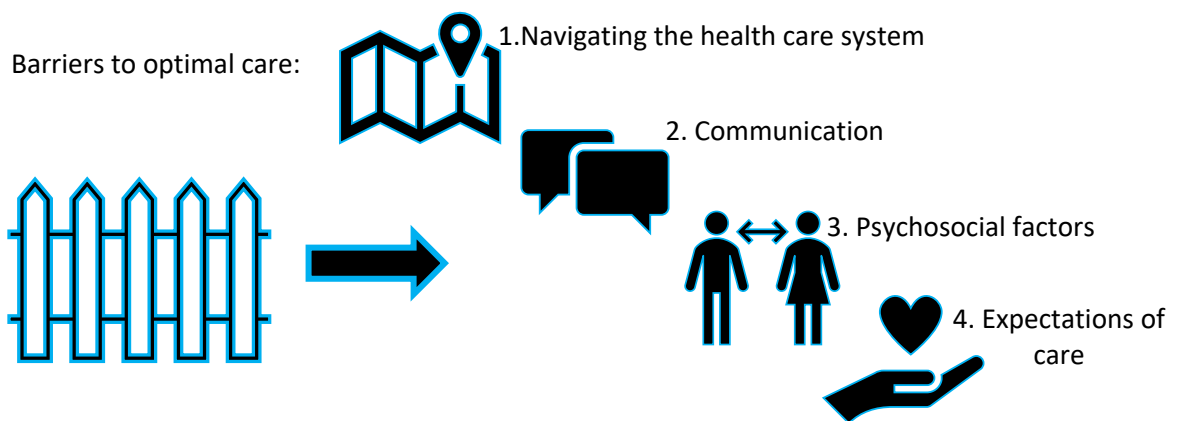 Barriers to optimal care:
1.Navigating the health care system
2. Communication
3. Psychosocial factors
4. Expectations of
care